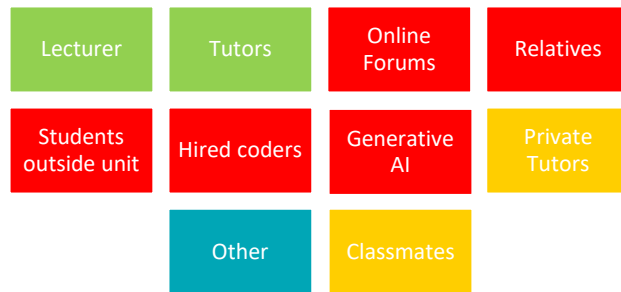 Lecturer
Tutors
Online
Forums
Relatives
Students
outside unit
Hired coders
Generative
AI
Private
Tutors
Other
Classmates